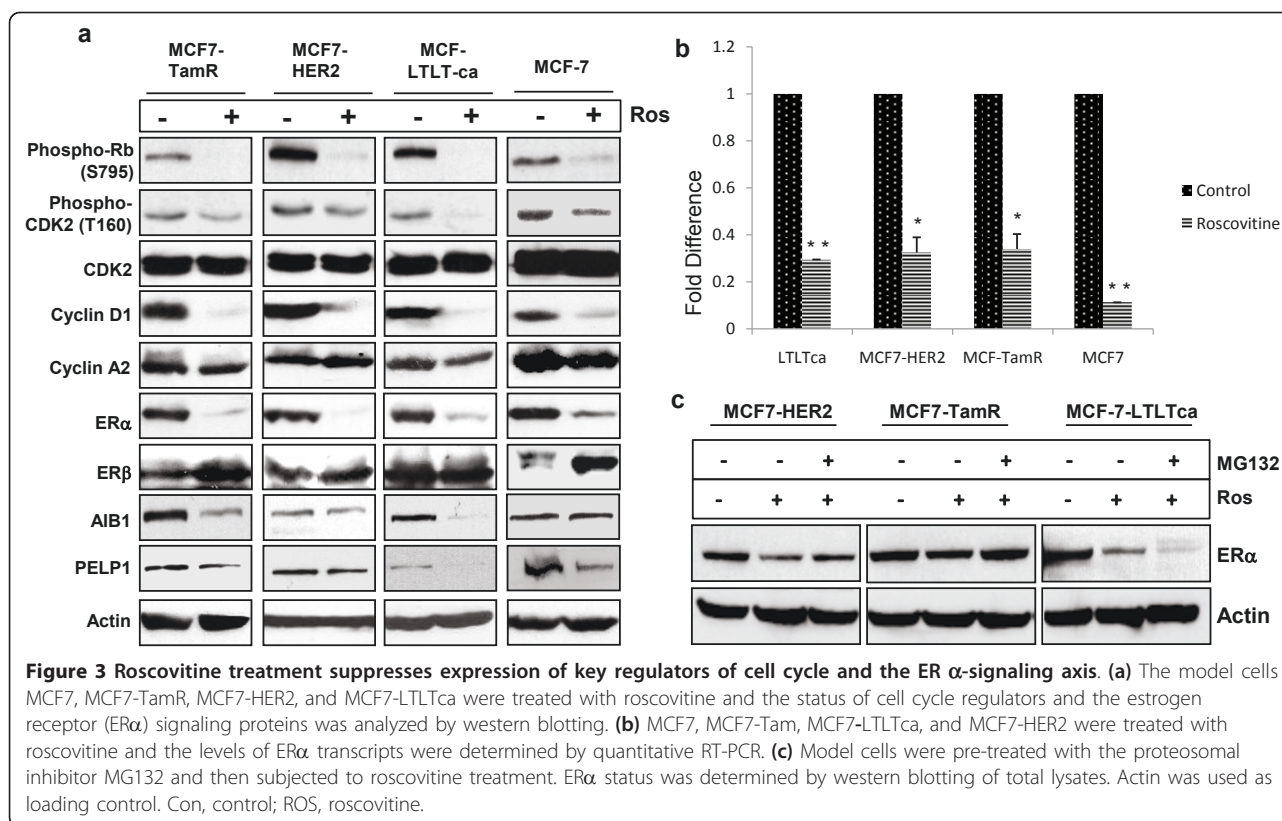 a
MCF7-
TamR
MCF7-
HER2
MCF-
LTLT-ca
MCF-7
- + - + - + - + Ros
Phospho-Rb
(S795)
Phospho-
CDK2 (T160)
CDK2
Cyclin D1
Cyclin A2
ERα
ERβ
AIB1
PELP1
Actin
b
Fold Difference
1.2
1
0.8
0.6
0.4
0.2
0
** * * **
LTLTca MCF7-HER2 MCF-TamR MCF7
Control
Roscovitine
c
MCF7-HER2 MCF7-TamR MCF-7-LTLTca
- - + - - + - - + MG132
- + + - + + - + + Ros
ERα
Actin
Figure 3 Roscovitine treatment suppresses expression of key regulators of cell cycle and the ER α-signaling axis. (a) The model cells
MCF7, MCF7-TamR, MCF7-HER2, and MCF7-LTLTca were treated with roscovitine and the status of cell cycle regulators and the estrogen
receptor (ERα) signaling proteins was analyzed by western blotting. (b) MCF7, MCF7-Tam, MCF7-LTLTca, and MCF7-HER2 were treated with
roscovitine and the levels of ERα transcripts were determined by quantitative RT-PCR. (c) Model cells were pre-treated with the proteosomal
inhibitor MG132 and then subjected to roscovitine treatment. ERα status was determined by western blotting of total lysates. Actin was used as
loading control. Con, control; ROS, roscovitine.